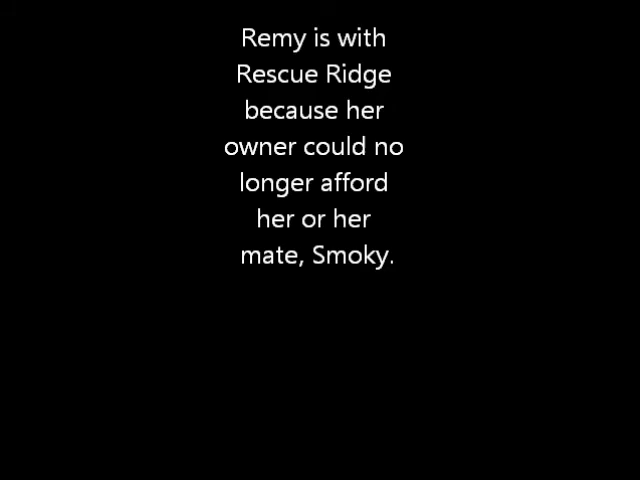 Remy is with
Rescue Ridge
because her
owner could no
longer afford
her or her
mate, Smoky.